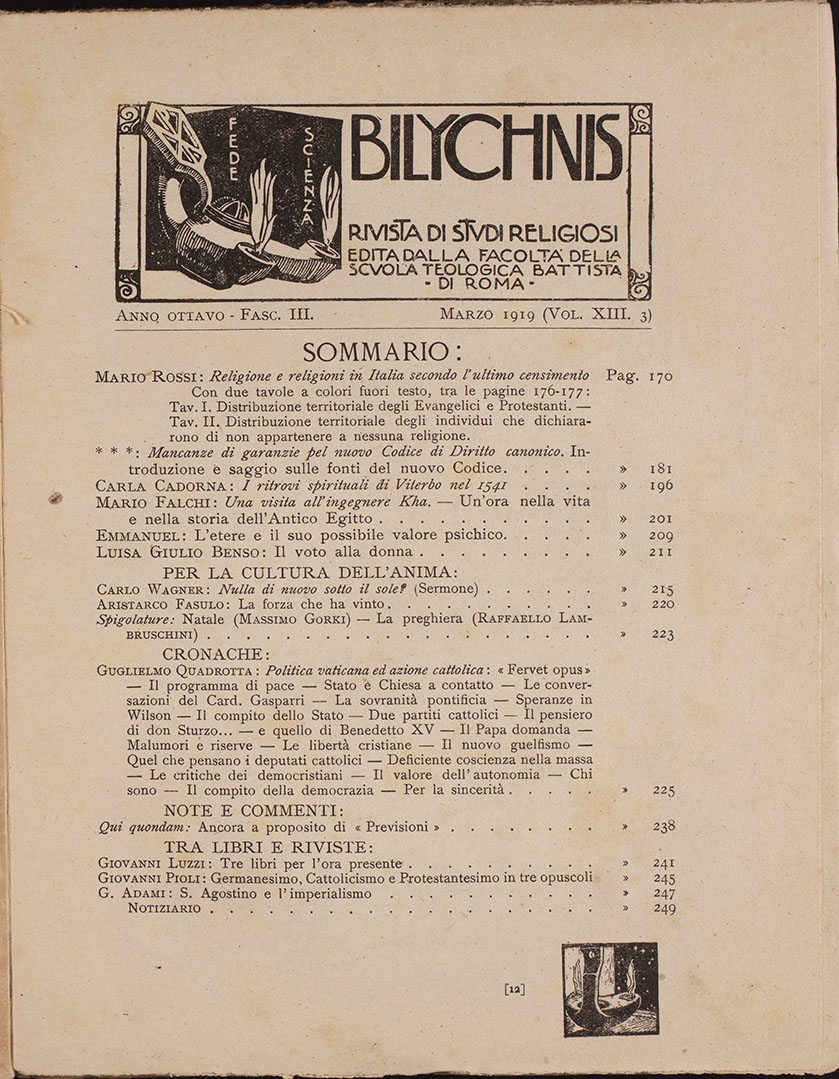 FEDE
SCIENZA
BILYCHNIS
RIVISTA DI STVDI RELIGIOSI
EDITA DALLA FACOLTA' DELLA
SCVOLA TEOLOGICA BATTISTA
· DI ROMA ·
ANNO OTTAVO - FASC. III. MARZO 1919 (VOL. XIII. 3)
SOMMARIO:
MARIO ROSSI: Religione e religioni in Italia secondo l'ultimo censimento Pag. 170
Con due tavole a colori fuori testo, tra le pagine 176-177:
Tav. I. Distribuzione territoriale degli Evangelici e Protestanti. —
Tav. II. Distribuzione territoriale degli individui che dichiara-
rono di non appartenere a nessuna religione.
* * *: Mancanze di garanzie pel nuovo Codice di Diritto canonico. In-
troduzione e saggio sulle fonti del nuovo Codice. . . . . » 181
CARLA CADORNA: I ritrovi spirituali di Viterbo nel 1541 . . . . » 196
MARIO FALCHI: Una visita all'ingegnere Kha. — Un'ora nella vita
e nella storia dell'Antico Egitto . . . . . . . . . . . » 201
EMMANUEL: L'etere e il suo possibile valore psichico. . . . . » 209
LUISA GIULIO BENSO: Il voto alla donna . . . . . . . . . » 211
PER LA CULTURA DELL'ANIMA:
CARLO WAGNER: Nulla di nuovo sotto il sole? (Sermone) . . . . . . » 215
ARISTARCO FASULO: La forza che ha vinto. . . . . . . . . . . » 220
Spigolature: Natale (MASSIMO GORKI) — La preghiera (RAFFAELLO LAM-
BRUSCHINI) . . . . . . . . . . . . . . . . . . . . » 223
CRONACHE:
GUGLIELMO QUADROTTA: Politica vaticana ed azione cattolica: « Fervet opus»
— Il programma di pace — Stato e Chiesa a contatto — Le conver-
sazioni del Card. Gasparri — La sovranità pontificia — Speranze in
Wilson — Il compito dello Stato — Due partiti cattolici — Il pensiero
di don Sturzo... — e quello di Benedetto XV — Il Papa domanda —
Malumori e riserve — Le libertà cristiane — Il nuovo guelfismo —
Quel che pensano i deputati cattolici — Deficiente coscienza nella massa
— Le critiche dei democristiani — Il valore dell'autonomia — Chi
sono — Il compito della democrazia — Per la sincerità . . . . . » 225
NOTE E COMMENTI:
Qui quondam: Ancora a proposito di « Previsioni » . . . . . . . . » 238
TRA LIBRI E RIVISTE:
GIOVANNI LUZZI: Tre libri per l'ora presente . . . . . . . . . . » 241
GIOVANNI PIOLI: Germanesimo, Cattolicismo e Protestantesimo in tre opuscoli » 245
G. ADAMI: S. Agostino e l'imperialismo . . . . . . . . . . . » 247
NOTIZIARIO . . . . . . . . . . . . . . . . . . . . » 249
[12]